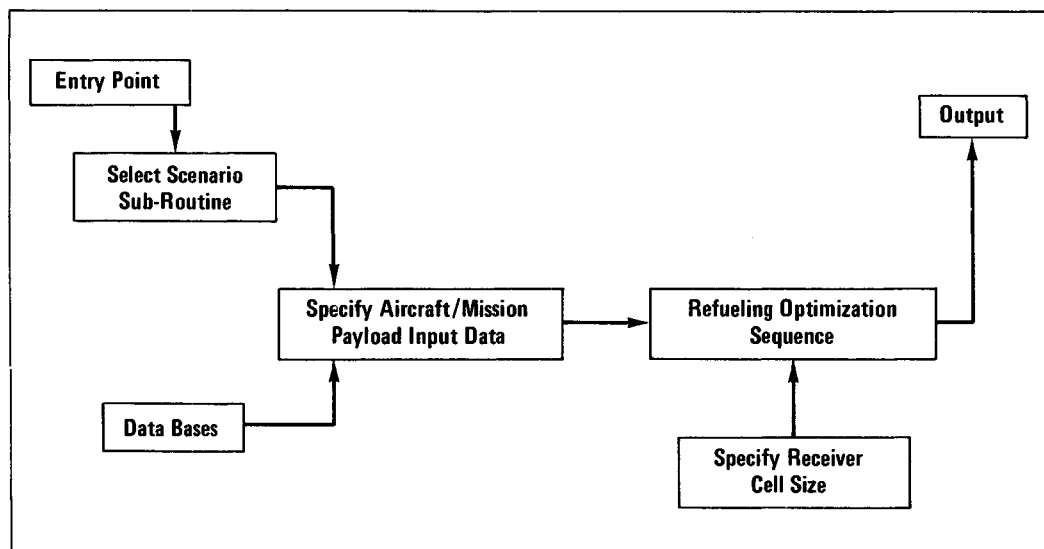 Entry Point
Select Scenario
Sub-Routine
Output
Specify Aircraft/Mission
Payload Input Data
Refueling Optimization
Sequence
Data Bases
Specify Receiver
Cell Size